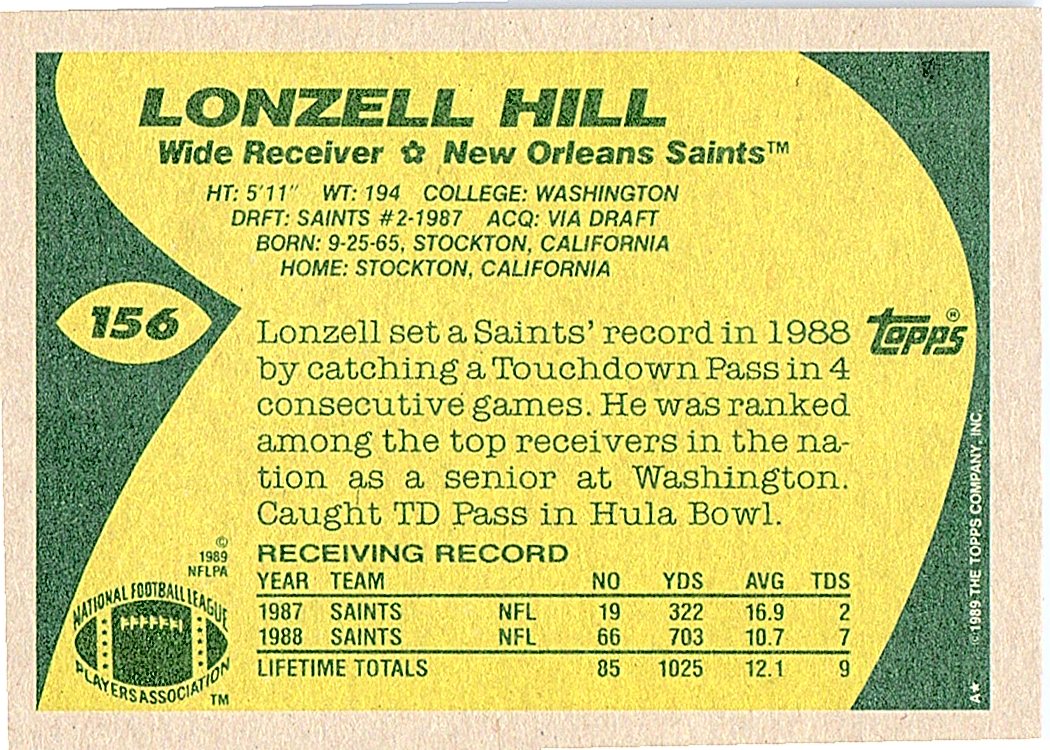 LONZELL HILL
Wide Receiver ✩ New Orleans Saints™
HT: 5'11" WT: 194 COLLEGE: WASHINGTON
DRFT: SAINTS #2-1987 ACQ: VIA DRAFT
BORN: 9-25-65, STOCKTON, CALIFORNIA
HOME: STOCKTON, CALIFORNIA
156
topps®
Lonzell set a Saints' record in 1988
by catching a Touchdown Pass in 4
consecutive games. He was ranked
among the top receivers in the na-
tion as a senior at Washington.
Caught TD Pass in Hula Bowl.
©
1989
NFLPA
NATIONAL FOOTBALL LEAGUE
PLAYERS ASSOCIATION
TM
RECEIVING RECORD
YEAR TEAM NO YDS AVG TDS
1987 SAINTS NFL 19 322 16.9 2
1988 SAINTS NFL 66 703 10.7 7
LIFETIME TOTALS 85 1025 12.1 9
A★ ©1989 THE TOPPS COMPANY, INC.